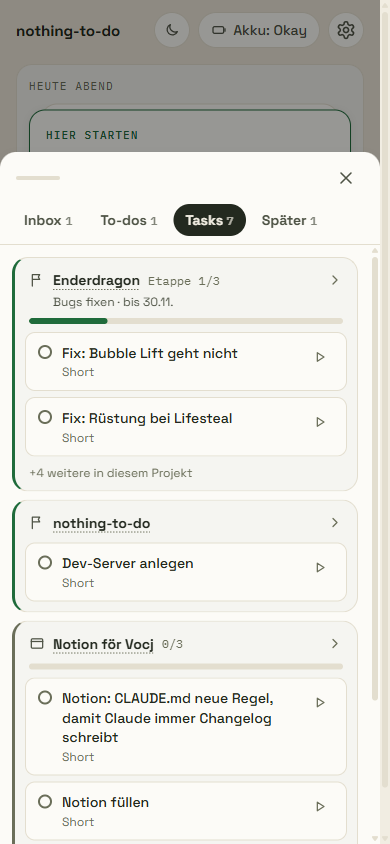 nothing-to-do
Akku: Okay
HEUTE ABEND
HIER STARTEN
Inbox 1
To-dos 1
Tasks 7
Später 1
Enderdragon Etappe 1/3
Bugs fixen · bis 30.11.
Fix: Bubble Lift geht nicht
Short
Fix: Rüstung bei Lifesteal
Short
+4 weitere in diesem Projekt
nothing-to-do
Dev-Server anlegen
Short
Notion för Vocj 0/3
Notion: CLAUDE.md neue Regel,
damit Claude immer Changelog
schreibt
Short
Notion füllen
Short